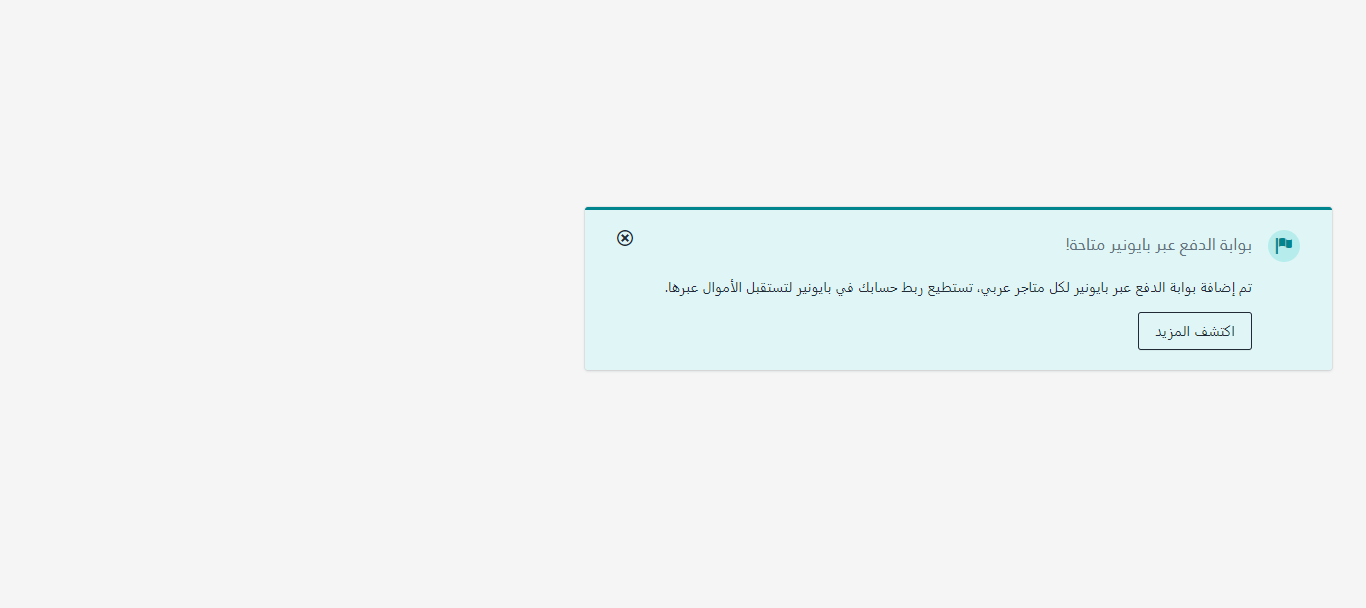 بوابة الدفع عبر بايونير متاحة!
تم إضافة بوابة الدفع عبر بايونير لكل متاجر عربي، تستطيع ربط حسابك في بايونير لتستقبل الأموال عبرها.
اكتشف المزيد